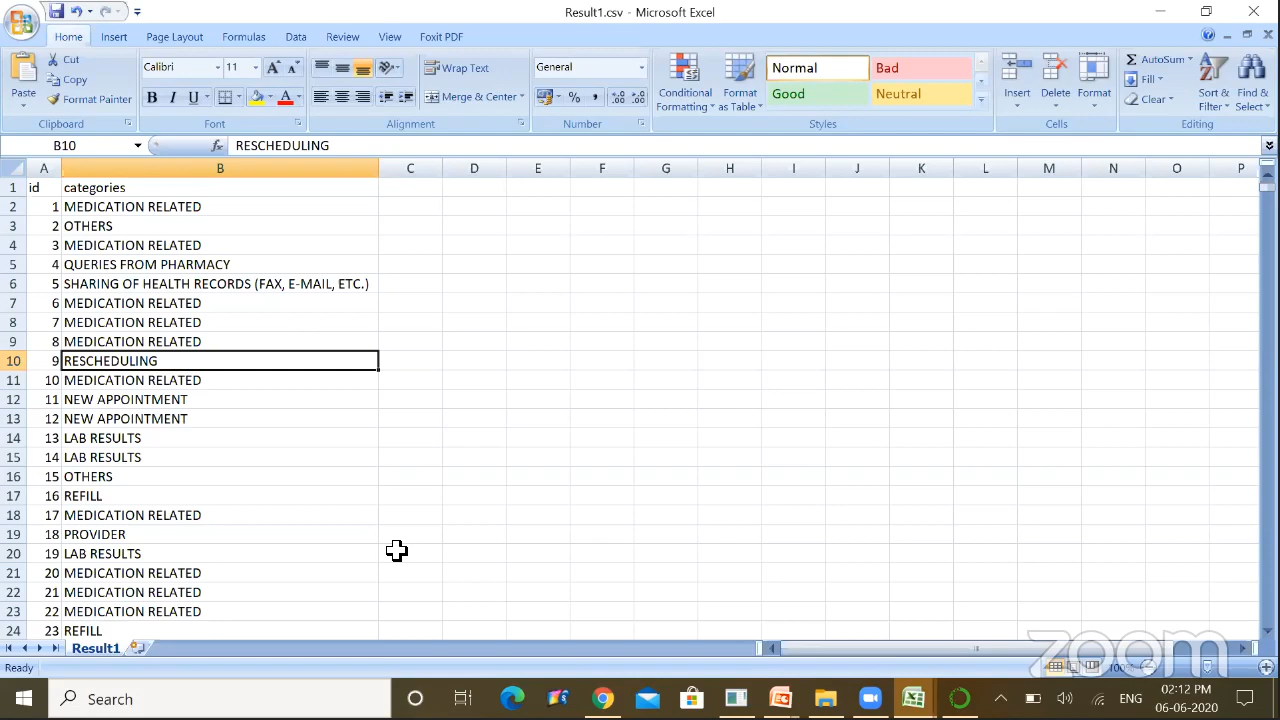 Result1.csv - Microsoft Excel
Home Insert Page Layout Formulas Data Review View Foxit PDF
Paste Cut Copy Format Painter Clipboard
Calibri 11 B I U A A A Font
Wrap Text Merge & Center Alignment
General % , Number
Conditional Formatting Format as Table Normal Bad Good Neutral Styles
Insert Delete Format Cells
Σ AutoSum Fill Clear Sort & Filter Find & Select Editing
B10 fx RESCHEDULING
A B C D E F G H I J K L M N O P
1 id categories
2 1 MEDICATION RELATED
3 2 OTHERS
4 3 MEDICATION RELATED
5 4 QUERIES FROM PHARMACY
6 5 SHARING OF HEALTH RECORDS (FAX, E-MAIL, ETC.)
7 6 MEDICATION RELATED
8 7 MEDICATION RELATED
9 8 MEDICATION RELATED
10 9 RESCHEDULING
11 10 MEDICATION RELATED
12 11 NEW APPOINTMENT
13 12 NEW APPOINTMENT
14 13 LAB RESULTS
15 14 LAB RESULTS
16 15 OTHERS
17 16 REFILL
18 17 MEDICATION RELATED
19 18 PROVIDER
20 19 LAB RESULTS
21 20 MEDICATION RELATED
22 21 MEDICATION RELATED
23 22 MEDICATION RELATED
24 23 REFILL
Result1
zoom
Ready 100%
Search ENG 02:12 PM
06-06-2020